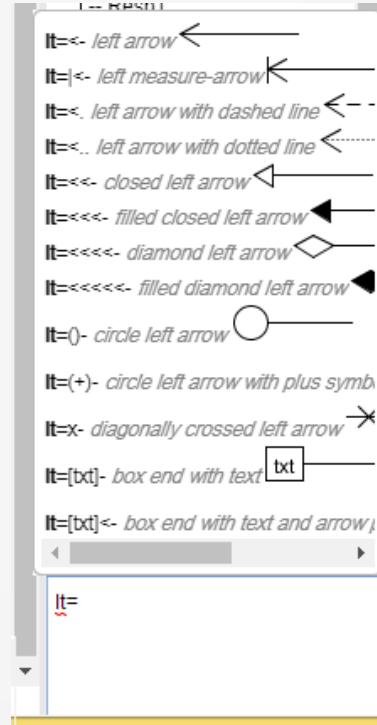 lt=<- left arrow
lt=|<- left measure-arrow
lt=<. left arrow with dashed line
lt=<.. left arrow with dotted line
lt=<<- closed left arrow
lt=<<<- filled closed left arrow
lt=<<<<- diamond left arrow
lt=<<<<<- filled diamond left arrow
lt=()- circle left arrow
lt=(+)- circle left arrow with plus symb
lt=x- diagonally crossed left arrow
lt=[txt]- box end with text txt
lt=[txt]<- box end with text and arrow
lt=